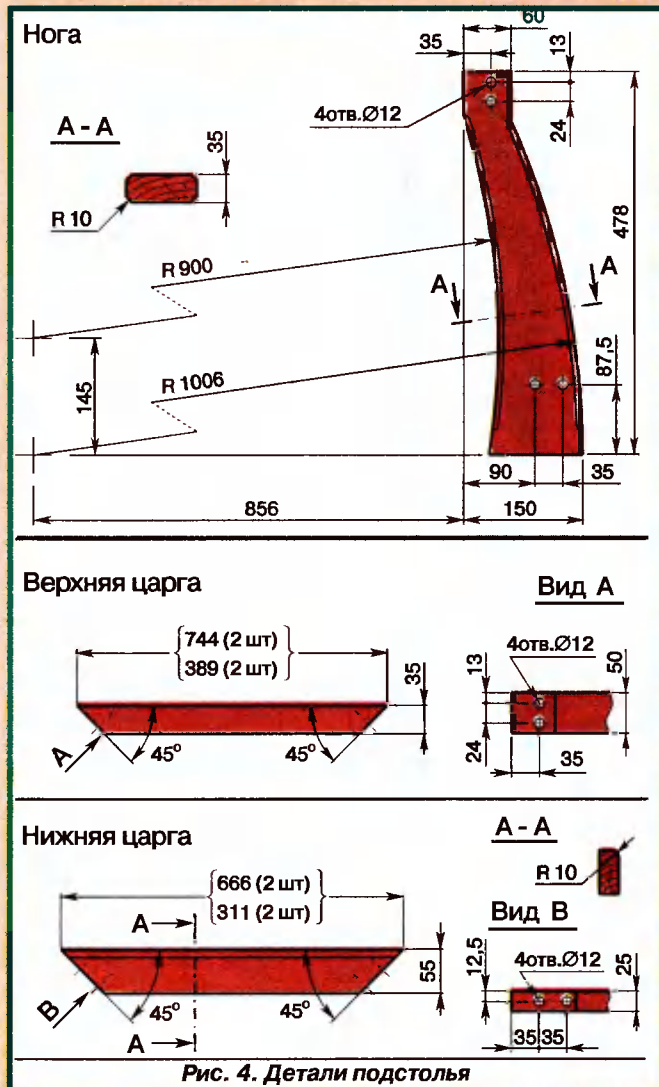 Нога
60
35
13
4отв.Ø12
24
А - А
35
R 10
478
R 900
А
А
87,5
145
R 1006
90
35
856
150
Верхняя царга
Вид А
744 (2 шт)
389 (2 шт)
35
А
45°
45°
4отв.Ø12
13
50
24
35
Нижняя царга
А - А
R 10
666 (2 шт)
311 (2 шт)
А
55
В
45°
45°
А
Вид В
4отв.Ø12
12,5
25
35
35
Рис. 4. Детали подстолья